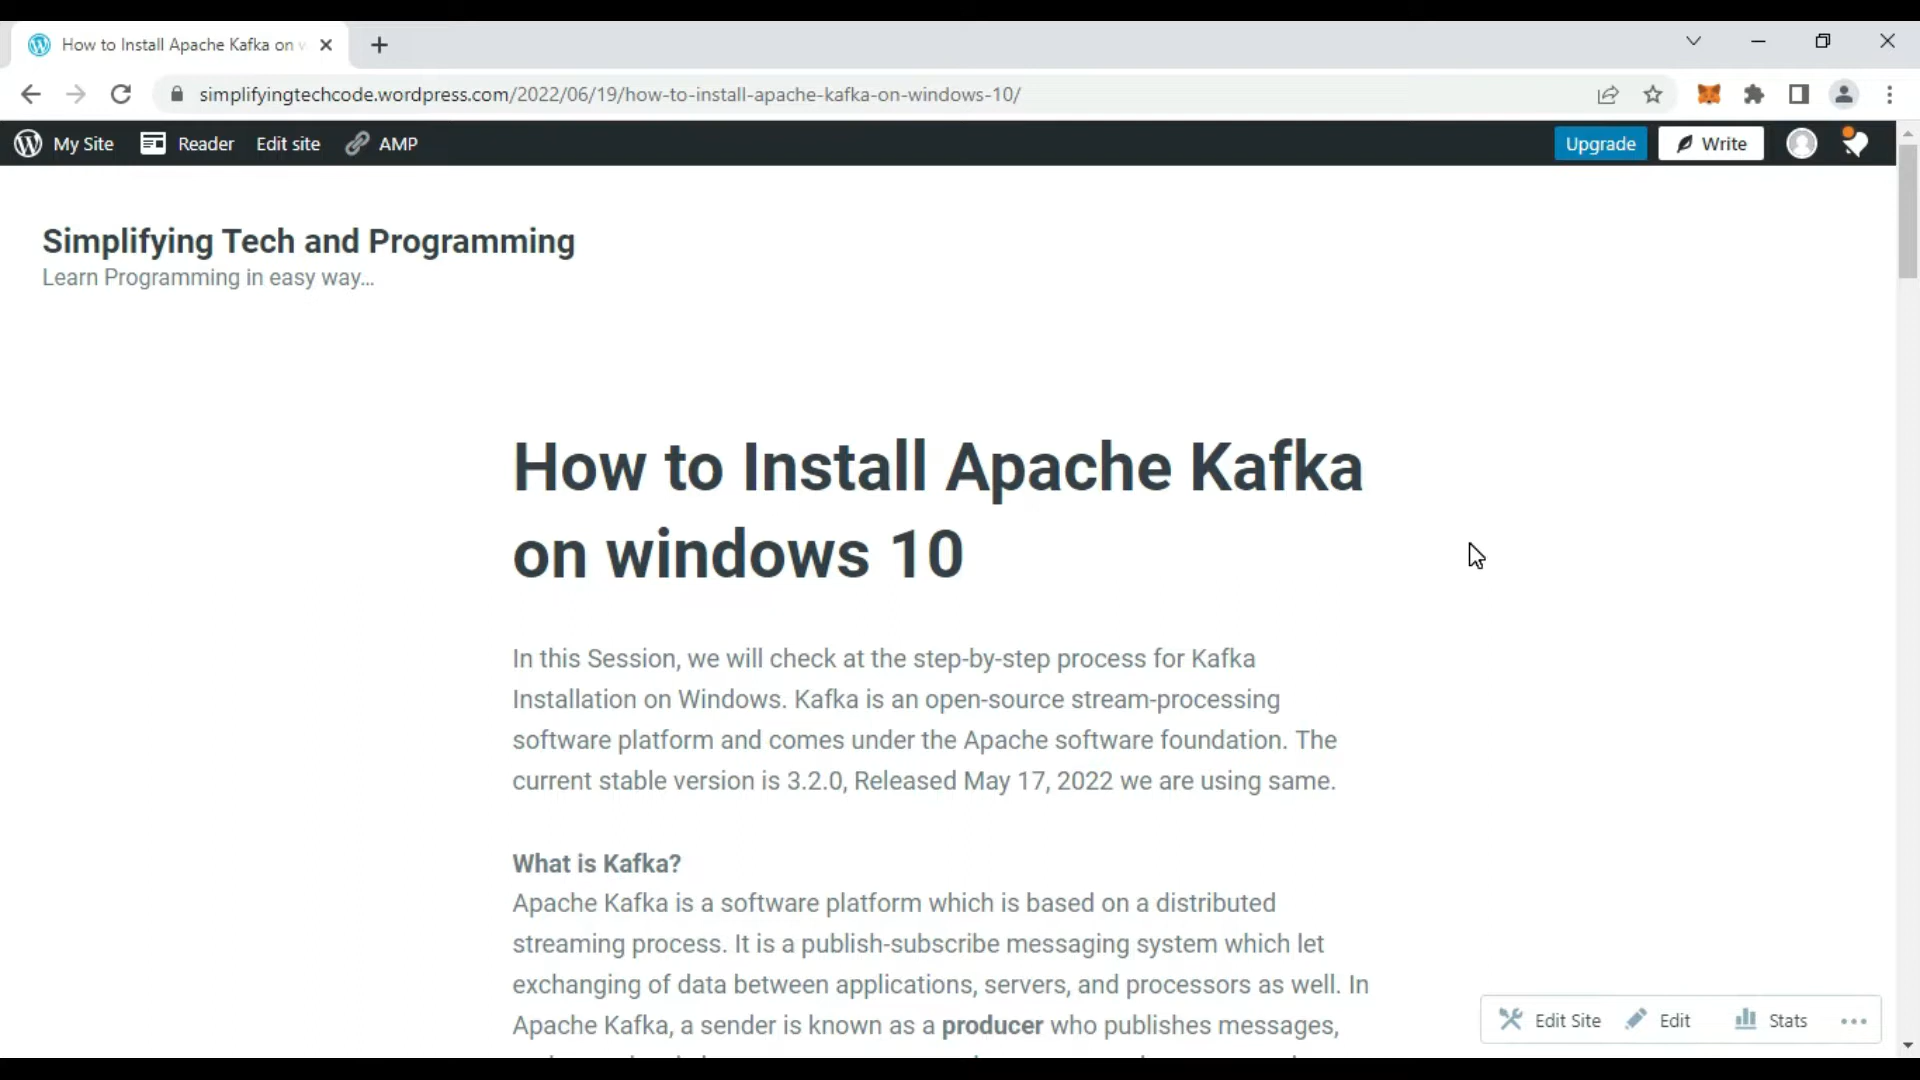 How to Install Apache Kafka on
simplifyingtechcode.wordpress.com/2022/06/19/how-to-install-apache-kafka-on-windows-10/
My Site Reader Edit site AMP Upgrade Write
Simplifying Tech and Programming
Learn Programming in easy way...
How to Install Apache Kafka
on windows 10
In this Session, we will check at the step-by-step process for Kafka
Installation on Windows. Kafka is an open-source stream-processing
software platform and comes under the Apache software foundation. The
current stable version is 3.2.0, Released May 17, 2022 we are using same.
What is Kafka?
Apache Kafka is a software platform which is based on a distributed
streaming process. It is a publish-subscribe messaging system which let
exchanging of data between applications, servers, and processors as well. In
Apache Kafka, a sender is known as a producer who publishes messages,
Edit Site Edit Stats